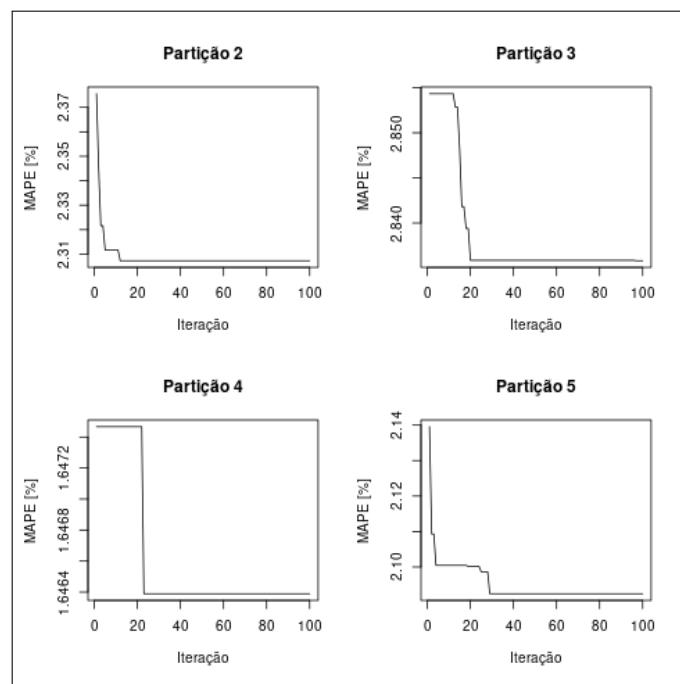 Partição 2
MAPE [%]
2.31 2.33 2.35 2.37
0 20 40 60 80 100
Iteração
Partição 3
MAPE [%]
2.840 2.850
0 20 40 60 80 100
Iteração
Partição 4
MAPE [%]
1.6464 1.6468 1.6472
0 20 40 60 80 100
Iteração
Partição 5
MAPE [%]
2.10 2.12 2.14
0 20 40 60 80 100
Iteração